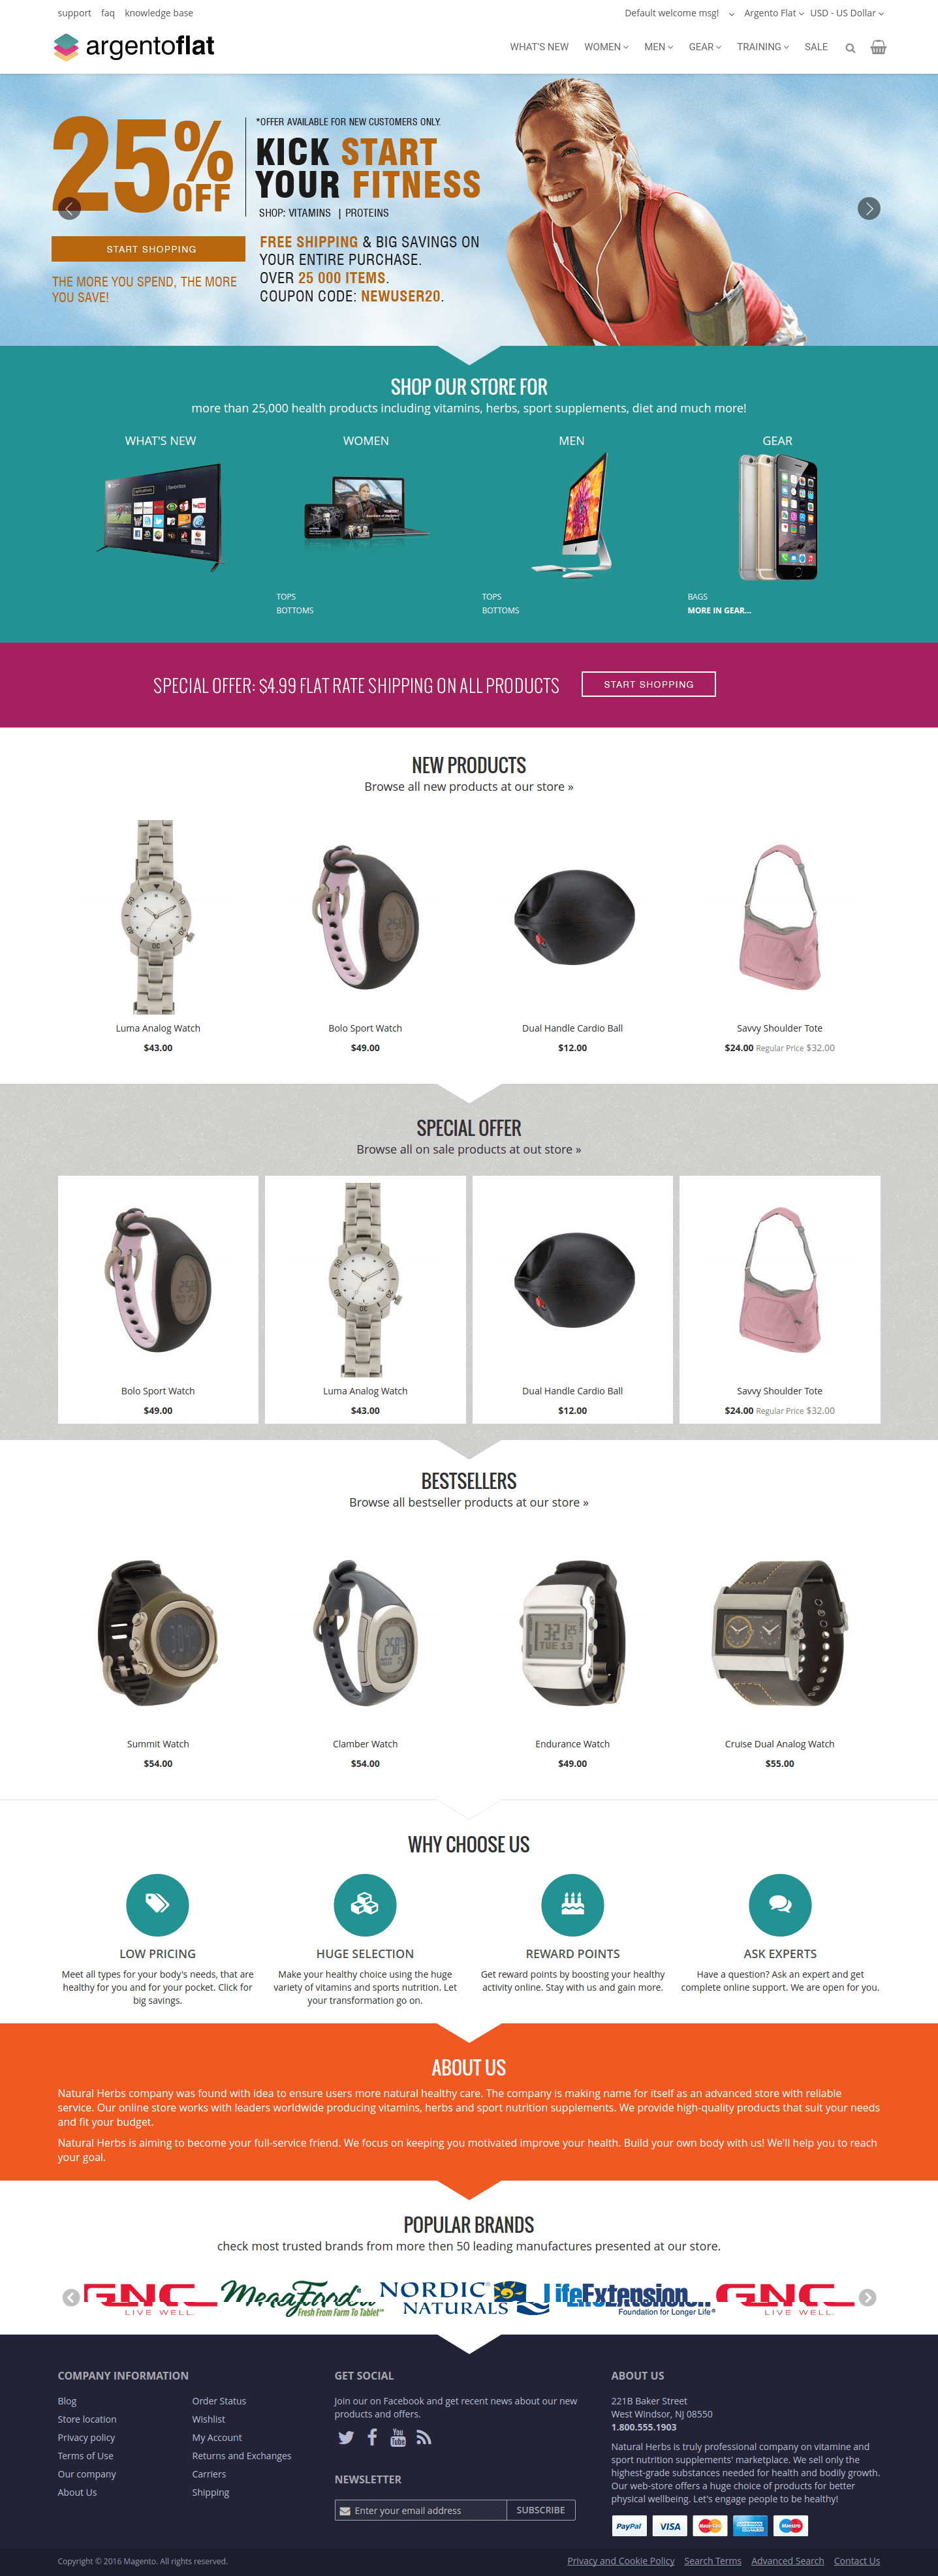 support faq knowledge base
Default welcome msg! Argento Flat USD - US Dollar
argentoflat
WHAT'S NEW WOMEN MEN GEAR TRAINING SALE
25% OFF
*OFFER AVAILABLE FOR NEW CUSTOMERS ONLY.
KICK START
YOUR FITNESS
SHOP: VITAMINS | PROTEINS
START SHOPPING
THE MORE YOU SPEND, THE MORE
YOU SAVE!
FREE SHIPPING & BIG SAVINGS ON
YOUR ENTIRE PURCHASE.
OVER 25 000 ITEMS.
COUPON CODE: NEWUSER20.
SHOP OUR STORE FOR
more than 25,000 health products including vitamins, herbs, sport supplements, diet and much more!
WHAT'S NEW
WOMEN
TOPS
BOTTOMS
MEN
TOPS
BOTTOMS
GEAR
BAGS
MORE IN GEAR...
SPECIAL OFFER: $4.99 FLAT RATE SHIPPING ON ALL PRODUCTS
START SHOPPING
NEW PRODUCTS
Browse all new products at our store »
Luma Analog Watch
$43.00
Bolo Sport Watch
$49.00
Dual Handle Cardio Ball
$12.00
Savvy Shoulder Tote
$24.00 Regular Price $32.00
SPECIAL OFFER
Browse all on sale products at out store »
Bolo Sport Watch
$49.00
Luma Analog Watch
$43.00
Dual Handle Cardio Ball
$12.00
Savvy Shoulder Tote
$24.00 Regular Price $32.00
BESTSELLERS
Browse all bestseller products at our store »
Summit Watch
$54.00
Clamber Watch
$54.00
TUE 13
Endurance Watch
$49.00
Cruise Dual Analog Watch
$55.00
WHY CHOOSE US
LOW PRICING
Meet all types for your body's needs, that are
healthy for you and for your pocket. Click for
big savings.
HUGE SELECTION
Make your healthy choice using the huge
variety of vitamins and sports nutrition. Let
your transformation go on.
REWARD POINTS
Get reward points by boosting your healthy
activity online. Stay with us and gain more.
ASK EXPERTS
Have a question? Ask an expert and get
complete online support. We are open for you.
ABOUT US
Natural Herbs company was found with idea to ensure users more natural healthy care. The company is making name for itself as an advanced store with reliable
service. Our online store works with leaders worldwide producing vitamins, herbs and sport nutrition supplements. We provide high-quality products that suit your needs
and fit your budget.
Natural Herbs is aiming to become your full-service friend. We focus on keeping you motivated improve your health. Build your own body with us! We'll help you to reach
your goal.
POPULAR BRANDS
check most trusted brands from more then 50 leading manufactures presented at our store.
GNC
LIVE WELL.
MegaFood
Fresh From Farm To Tablet™
NORDIC
NATURALS
LifeExtension
Foundation for Longer Life®
GNC
LIVE WELL.
COMPANY INFORMATION
Blog
Store location
Privacy policy
Terms of Use
Our company
About Us
Order Status
Wishlist
My Account
Returns and Exchanges
Carriers
Shipping
GET SOCIAL
Join our on Facebook and get recent news about our new
products and offers.
You Tube
NEWSLETTER
Enter your email address SUBSCRIBE
ABOUT US
221B Baker Street
West Windsor, NJ 08550
1.800.555.1903
Natural Herbs is truly professional company on vitamine and
sport nutrition supplements' marketplace. We sell only the
highest-grade substances needed for health and bodily growth.
Our web-store offers a huge choice of products for better
physical wellbeing. Let's engage people to be healthy!
PayPal VISA MasterCard AMERICAN EXPRESS Maestro
Copyright © 2016 Magento. All rights reserved.
Privacy and Cookie Policy Search Terms Advanced Search Contact Us